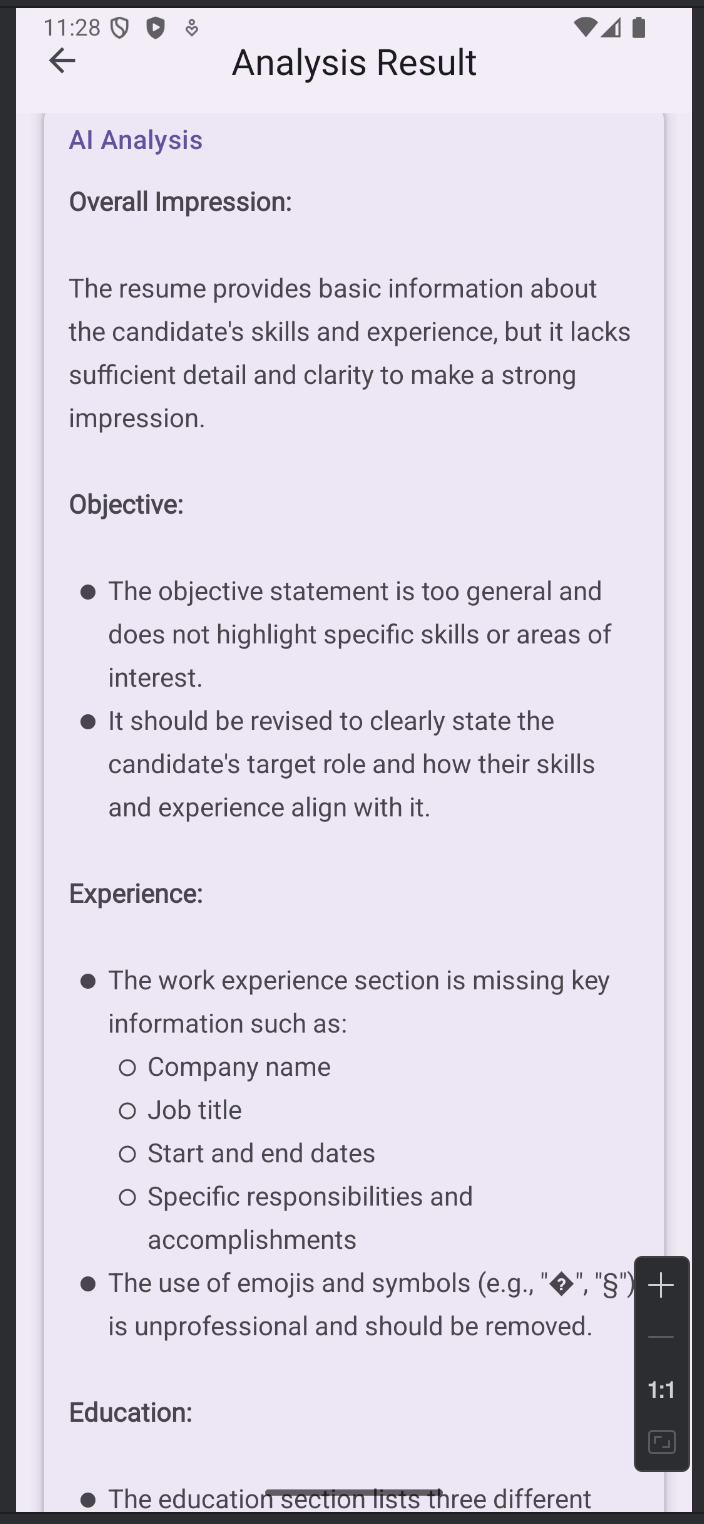 11:28
Analysis Result
AI Analysis
Overall Impression:
The resume provides basic information about
the candidate's skills and experience, but it lacks
sufficient detail and clarity to make a strong
impression.
Objective:
● The objective statement is too general and
does not highlight specific skills or areas of
interest.
● It should be revised to clearly state the
candidate's target role and how their skills
and experience align with it.
Experience:
● The work experience section is missing key
information such as:
○ Company name
○ Job title
○ Start and end dates
○ Specific responsibilities and
accomplishments
● The use of emojis and symbols (e.g., "�", "§")
is unprofessional and should be removed.
1:1
Education:
● The education section lists three different